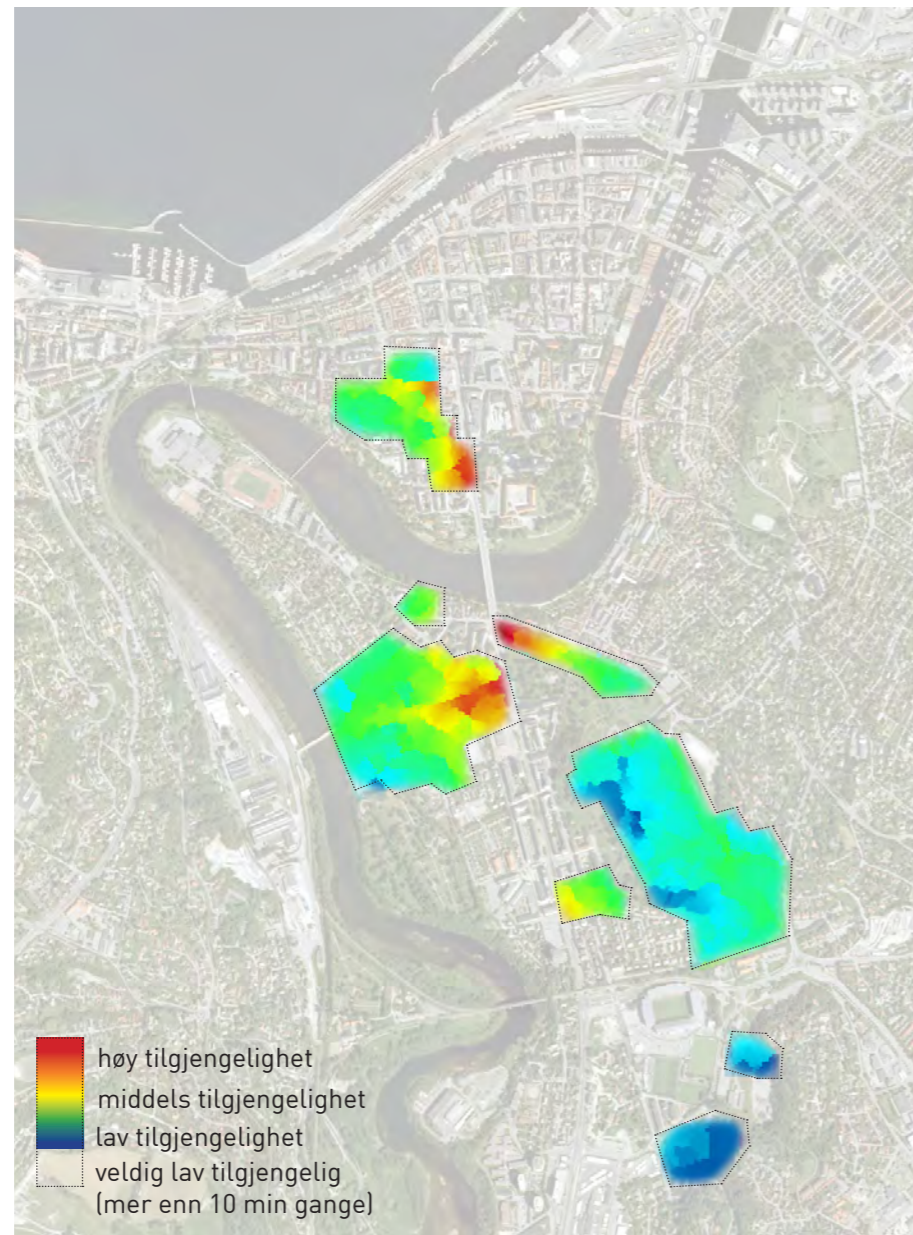 høy tilgjengelighet
middels tilgjengelighet
lav tilgjengelighet
veldig lav tilgjengelig
(mer enn 10 min gange)